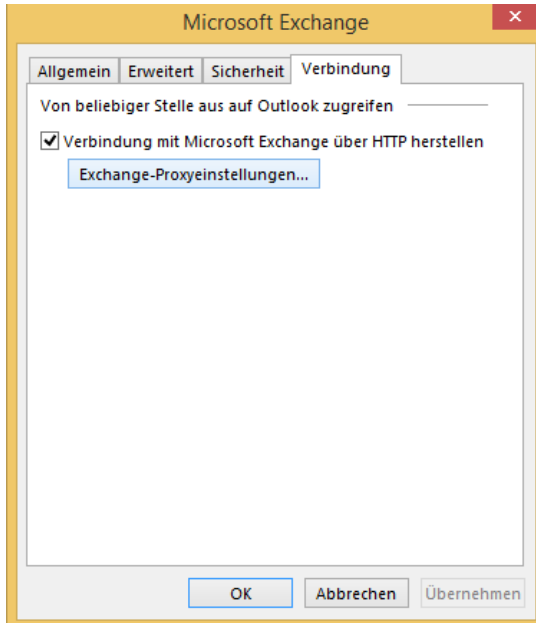 Microsoft Exchange
Allgemein Erweitert Sicherheit Verbindung
Von beliebiger Stelle aus auf Outlook zugreifen
Verbindung mit Microsoft Exchange über HTTP herstellen
Exchange-Proxyeinstellungen...
OK Abbrechen Übernehmen